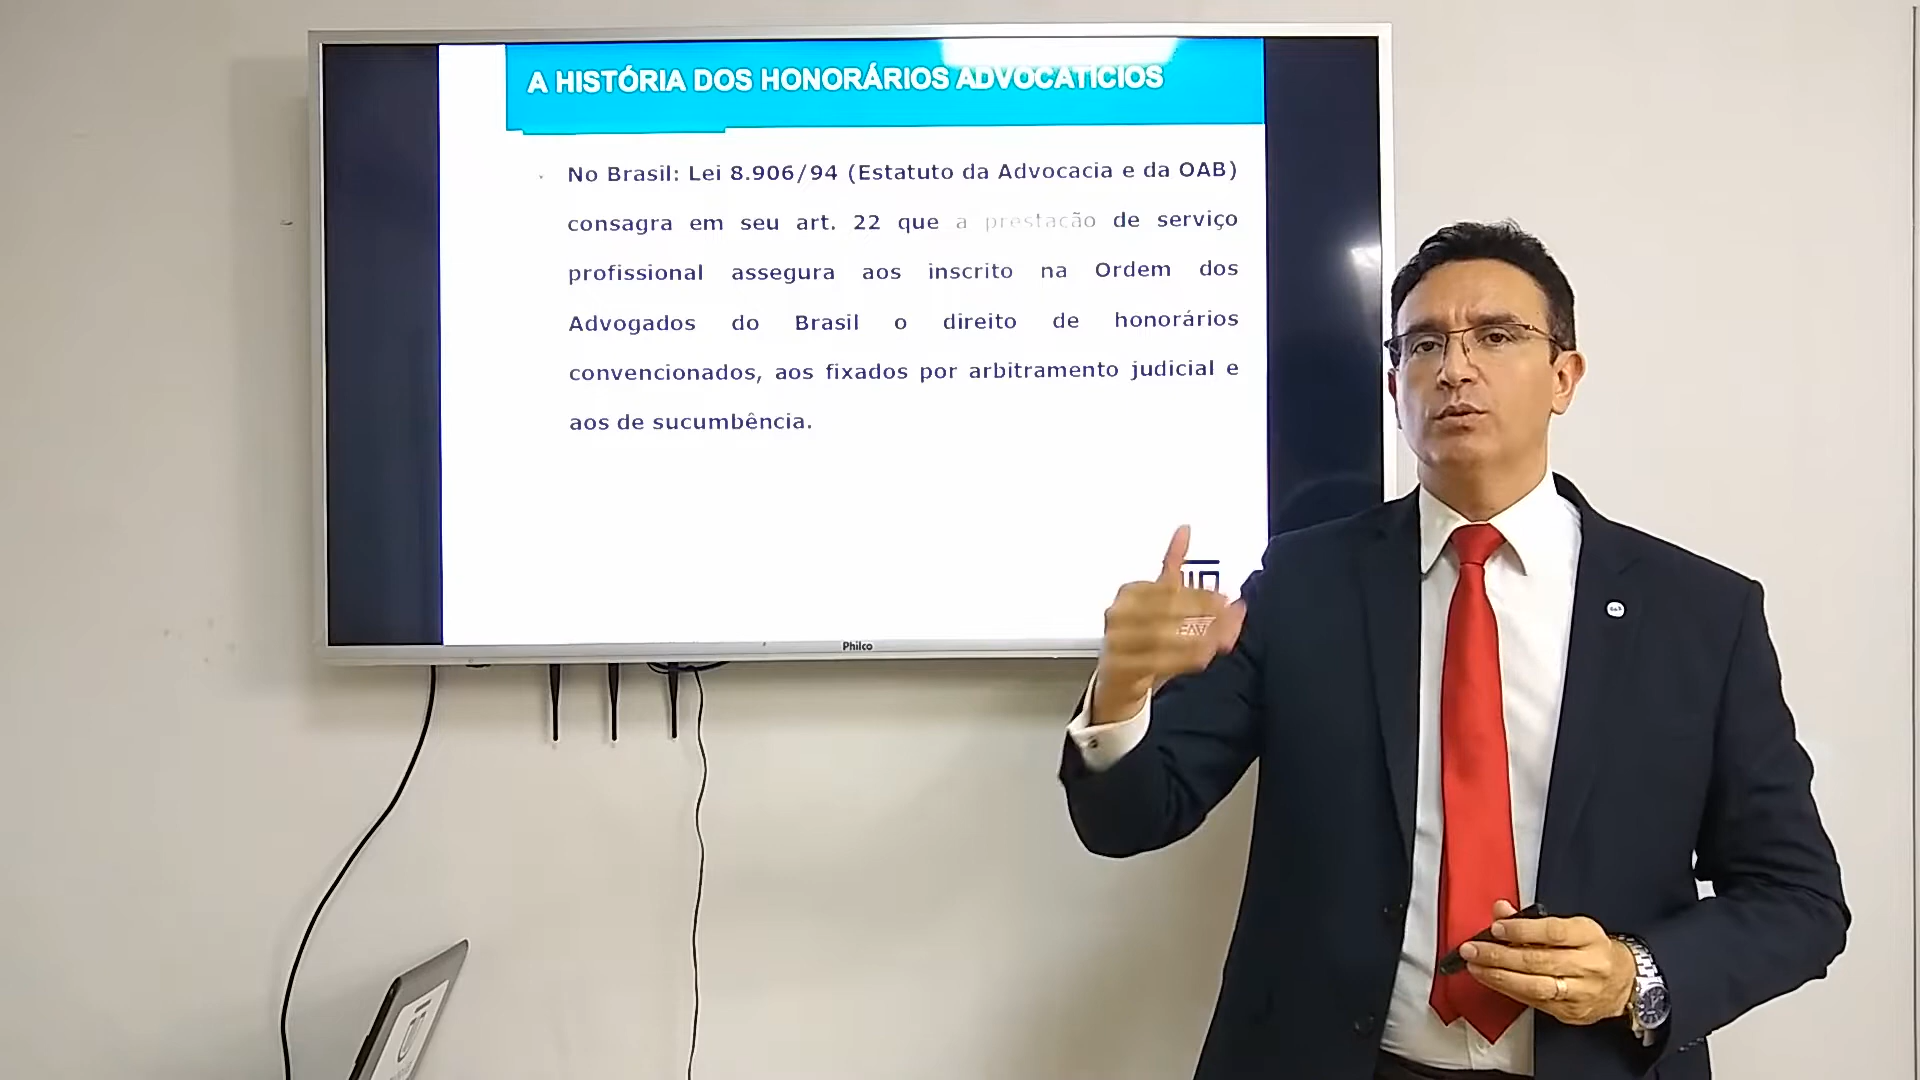 A HISTÓRIA DOS HONORÁRIOS ADVOCATÍCIOS
No Brasil: Lei 8.906/94 (Estatuto da Advocacia e da OAB)
consagra em seu art. 22 que a prestação de serviço
profissional assegura aos inscrito na Ordem dos
Advogados do Brasil o direito de honorários
convencionados, aos fixados por arbitramento judicial e
aos de sucumbência.
Philco